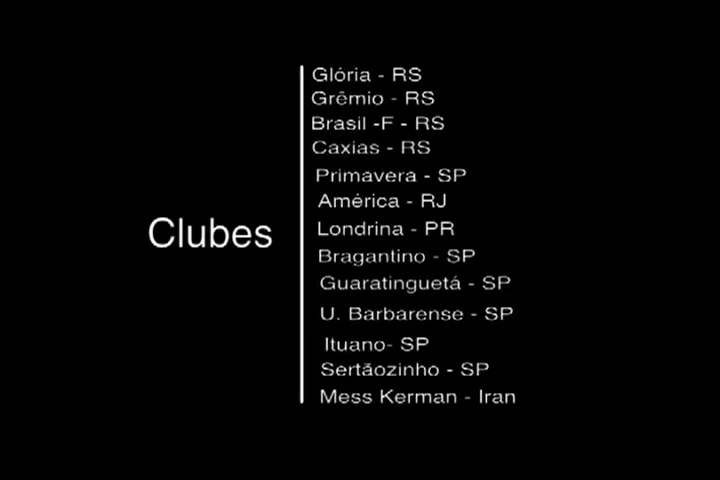 Clubes
Glória - RS
Grêmio - RS
Brasil -F - RS
Caxias - RS
Primavera - SP
América - RJ
Londrina - PR
Bragantino - SP
Guaratinguetá - SP
U. Barbarense - SP
Ituano- SP
Sertãozinho - SP
Mess Kerman - Iran